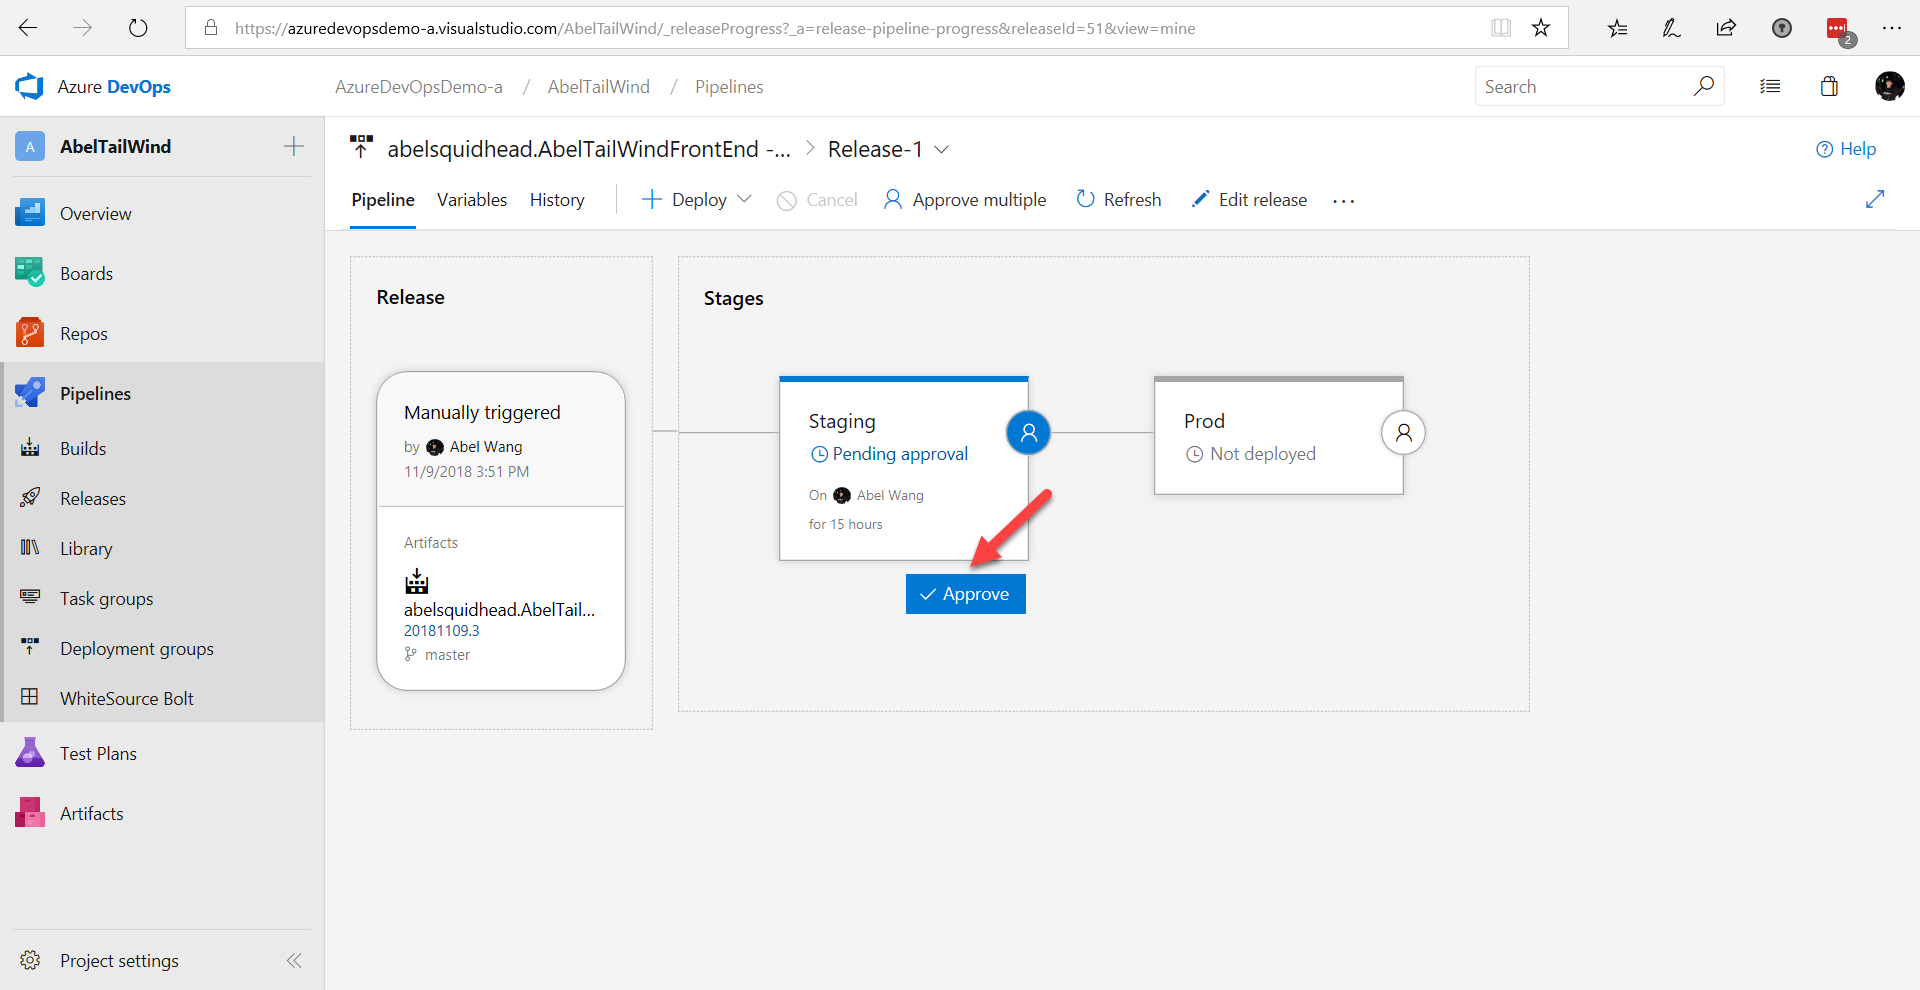 https://azuredevopsdemo-a.visualstudio.com/AbelTailWind/_releaseProgress?_a=release-pipeline-progress&releaseId=51&view=mine
2
Azure DevOps
AzureDevOpsDemo-a / AbelTailWind / Pipelines
Search
A AbelTailWind
abelsquidhead.AbelTailWindFrontEnd -... > Release-1
Help
Pipeline Variables History Deploy Cancel Approve multiple Refresh Edit release ...
Overview
Boards
Repos
Pipelines
Builds
Releases
Library
Task groups
Deployment groups
WhiteSource Bolt
Test Plans
Artifacts
Project settings
Release
Manually triggered
by Abel Wang
11/9/2018 3:51 PM
Artifacts
abelsquidhead.AbelTail...
20181109.3
master
Stages
Staging
Pending approval
On Abel Wang
for 15 hours
Approve
Prod
Not deployed